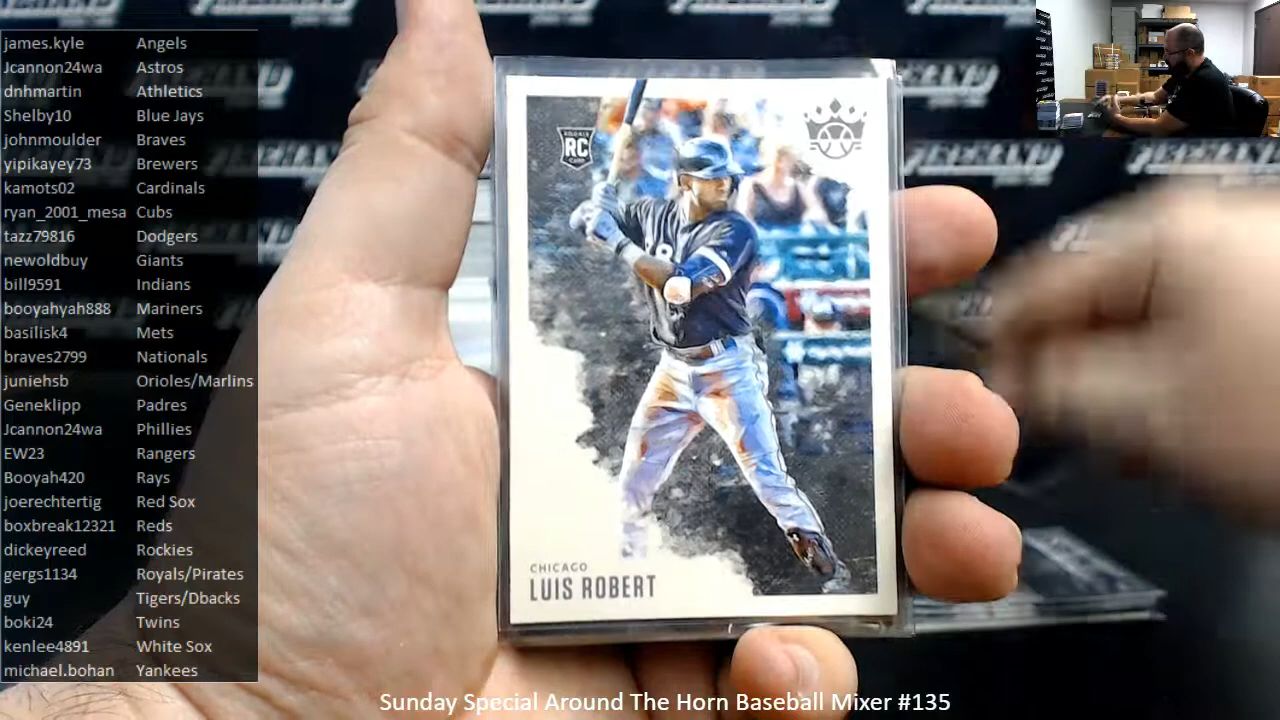 james.kyle Angels
Jcannon24wa Astros
dnhmartin Athletics
Shelby10 Blue Jays
johnmoulder Braves
yipikayey73 Brewers
kamots02 Cardinals
ryan_2001_mesa Cubs
tazz79816 Dodgers
newoldbuy Giants
bill9591 Indians
booyahyah888 Mariners
basilisk4 Mets
braves2799 Nationals
juniehsb Orioles/Marlins
Geneklipp Padres
Jcannon24wa Phillies
EW23 Rangers
Booyah420 Rays
joerechtertig Red Sox
boxbreak12321 Reds
dickeyreed Rockies
gergs1134 Royals/Pirates
guy Tigers/Dbacks
boki24 Twins
kenlee4891 White Sox
michael.bohan Yankees
ROOKIE
RC
CARD
CHICAGO
LUIS ROBERT
Sunday Special Around The Horn Baseball Mixer #135